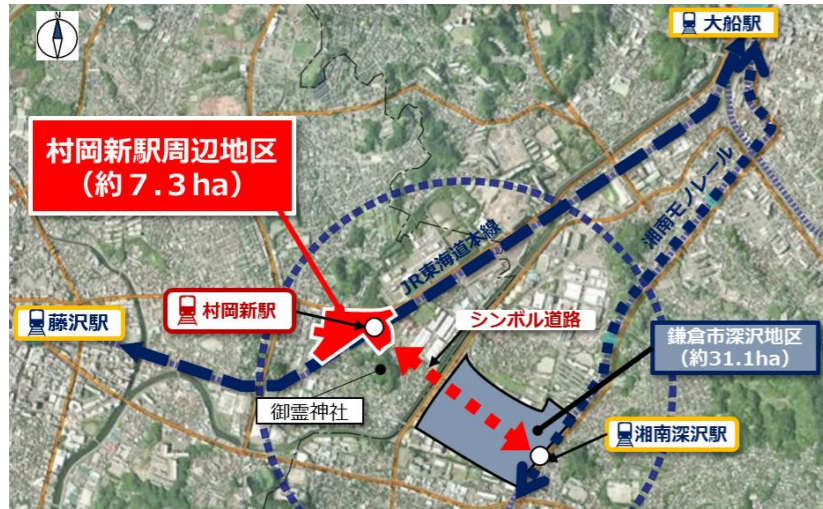 大船駅
村岡新駅周辺地区
（約７.３ha）
湘南モノレール
JR東海道本線
村岡新駅
藤沢駅
シンボル道路
鎌倉市深沢地区
（約31.1ha）
御霊神社
湘南深沢駅